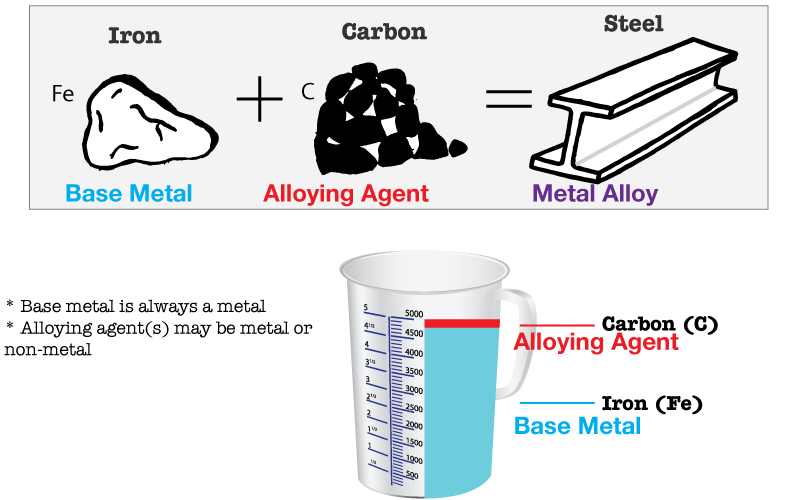 Iron
Carbon
Steel
Fe
+
C
=
Base Metal
Alloying Agent
Metal Alloy
* Base metal is always a metal
* Alloying agent(s) may be metal or
non-metal
5
4 1/2
4
3 1/2
3
2 1/2
2
1 1/2
1
1/2
5000
4500
4000
3500
3000
2500
2000
1500
1000
500
Carbon (C)
Alloying Agent
Iron (Fe)
Base Metal